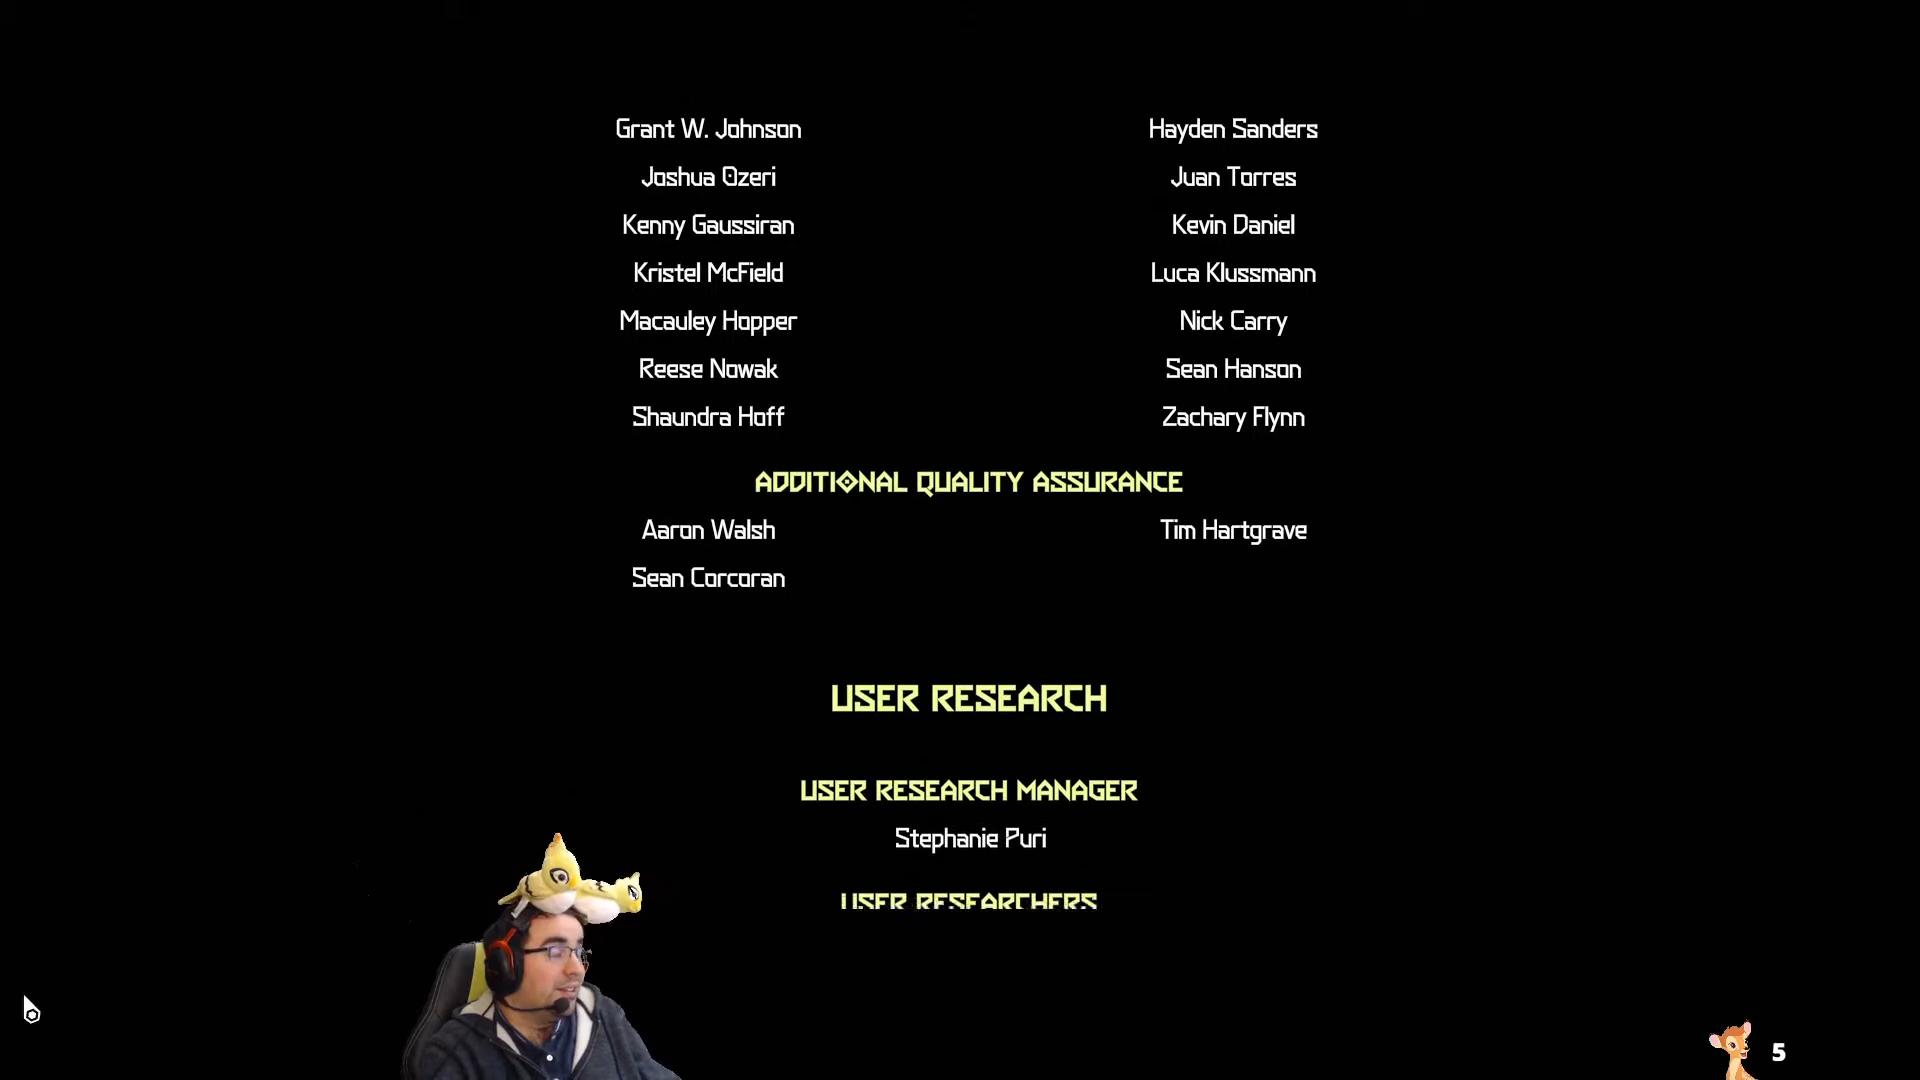 Grant W. Johnson Hayden Sanders
Joshua Ozeri Juan Torres
Kenny Gaussiran Kevin Daniel
Kristel McField Luca Klussmann
Macauley Hopper Nick Carry
Reese Nowak Sean Hanson
Shaundra Hoff Zachary Flynn
ADDITIONAL QUALITY ASSURANCE
Aaron Walsh Tim Hartgrave
Sean Corcoran
USER RESEARCH
USER RESEARCH MANAGER
Stephanie Puri
USER RESEARCHERS
5